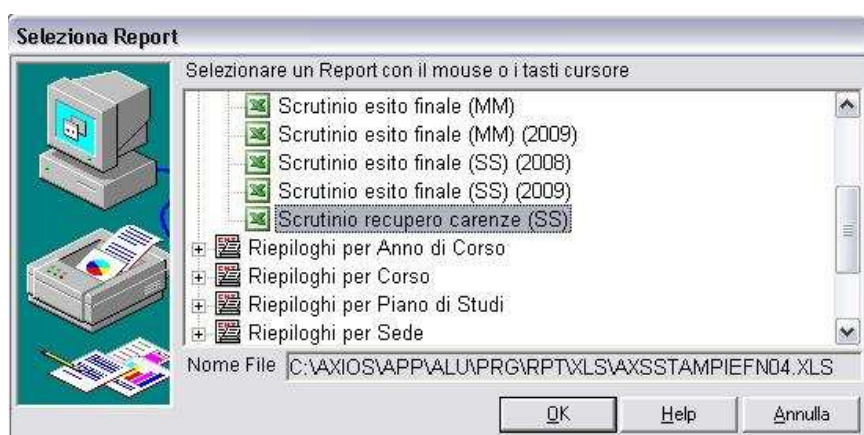 Seleziona Report
Selezionare un Report con il mouse o i tasti cursore
Scrutinio esito finale (MM)
Scrutinio esito finale (MM) (2009)
Scrutinio esito finale (SS) (2008)
Scrutinio esito finale (SS) (2009)
Scrutinio recupero carenze (SS)
Riepiloghi per Anno di Corso
Riepiloghi per Corso
Riepiloghi per Piano di Studi
Riepiloghi per Sede
Nome File C:\AXIOS\APP\ALU\PRG\RPT\XLS\AXSSTAMPIEFN04.XLS
OK Help Annulla